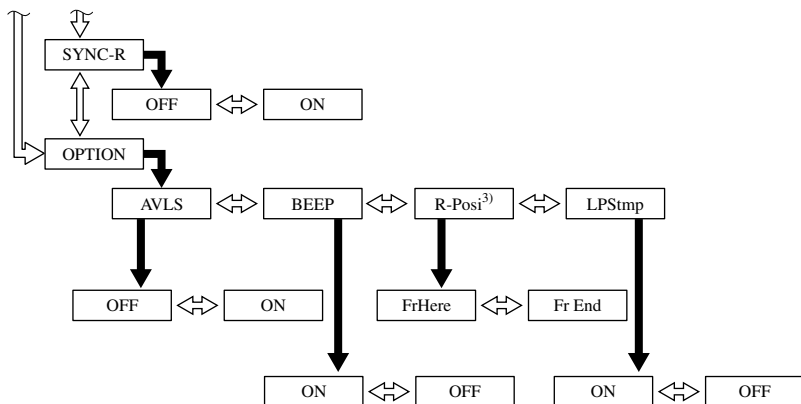 SYNC-R
OFF ON
OPTION
AVLS BEEP R-Posi3) LPStmp
OFF ON FrHere Fr End
ON OFF ON OFF